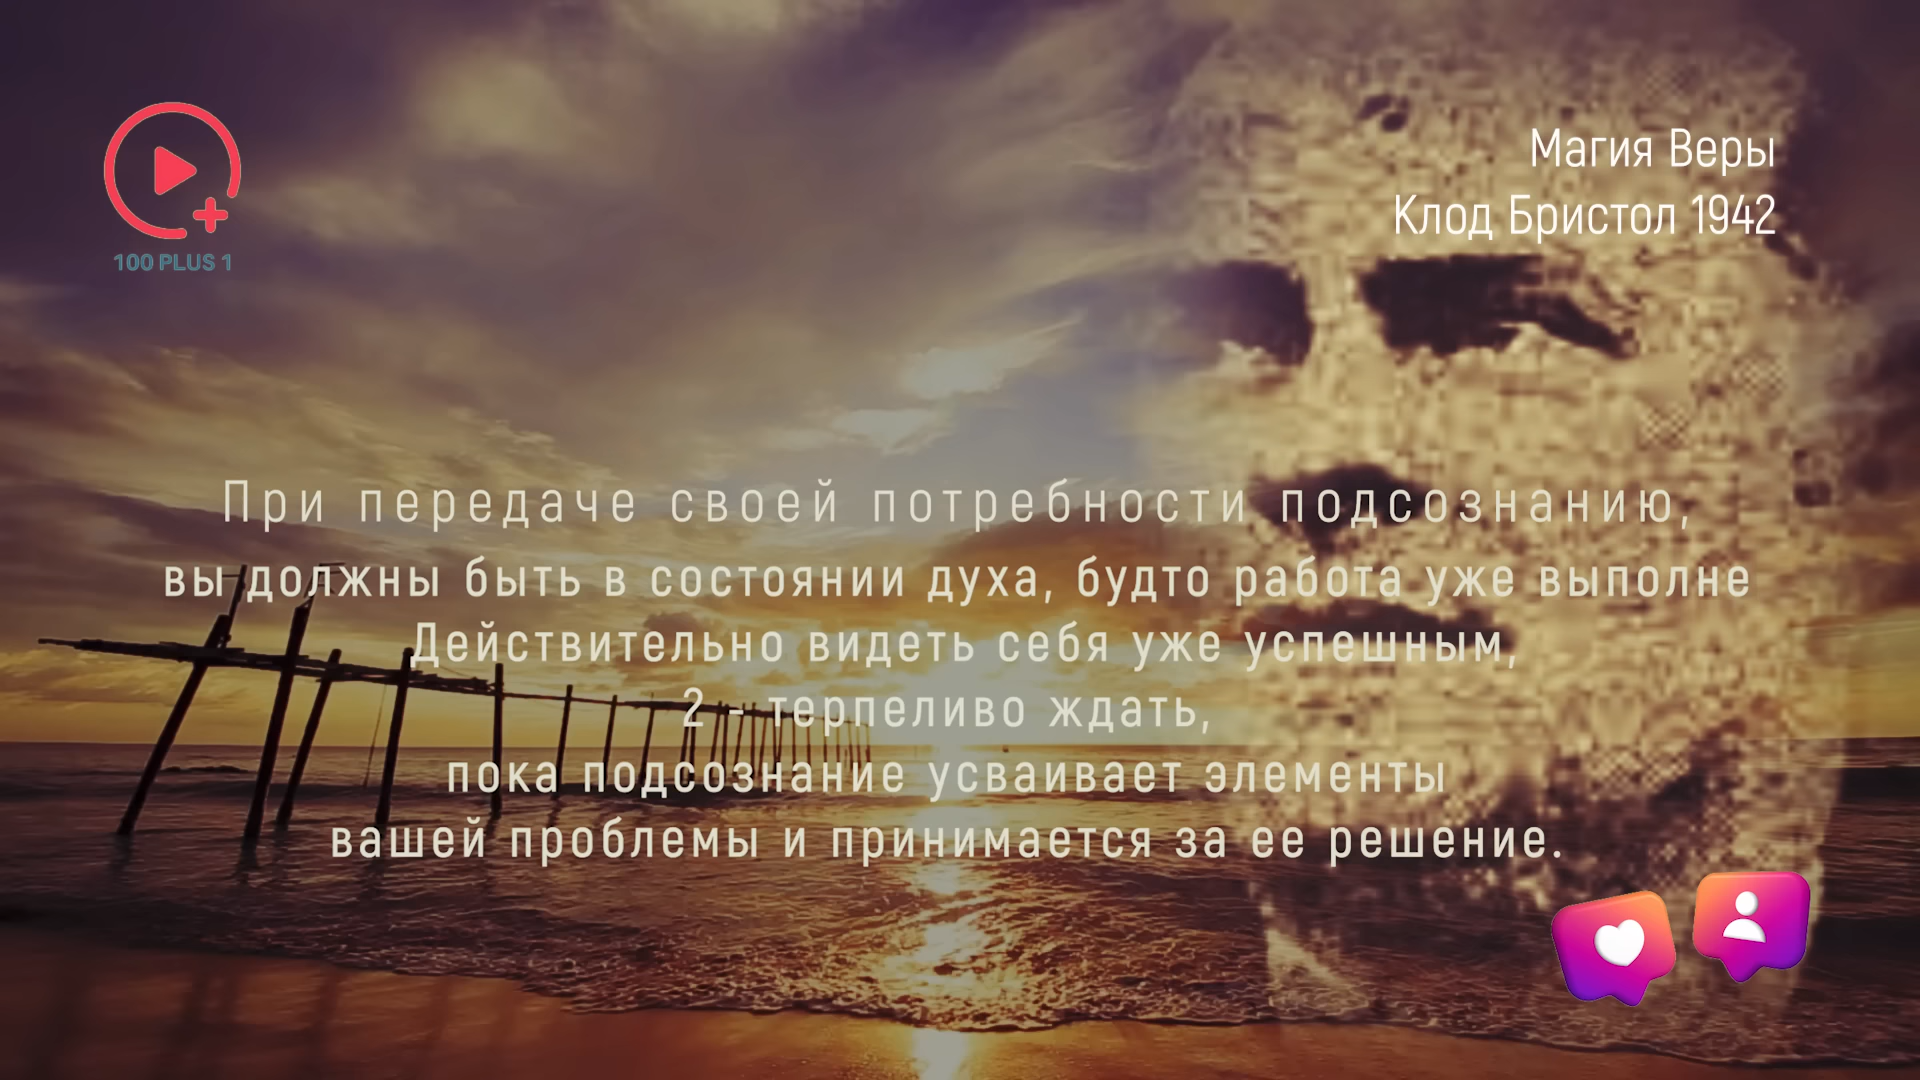 100 PLUS 1
Магия Веры
Клод Бристол 1942
При передаче своей потребности подсознанию,
вы должны быть в состоянии духа, будто работа уже выполне
Действительно видеть себя уже успешным,
2 - терпеливо ждать,
пока подсознание усваивает элементы
вашей проблемы и принимается за ее решение.